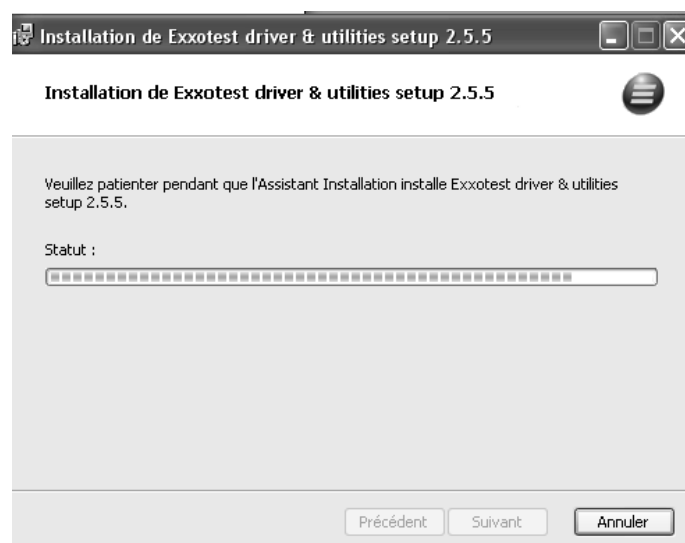 Installation de Exxotest driver & utilities setup 2.5.5
Installation de Exxotest driver & utilities setup 2.5.5
Veuillez patienter pendant que l'Assistant Installation installe Exxotest driver & utilities
setup 2.5.5.
Statut :
Précédent Suivant Annuler